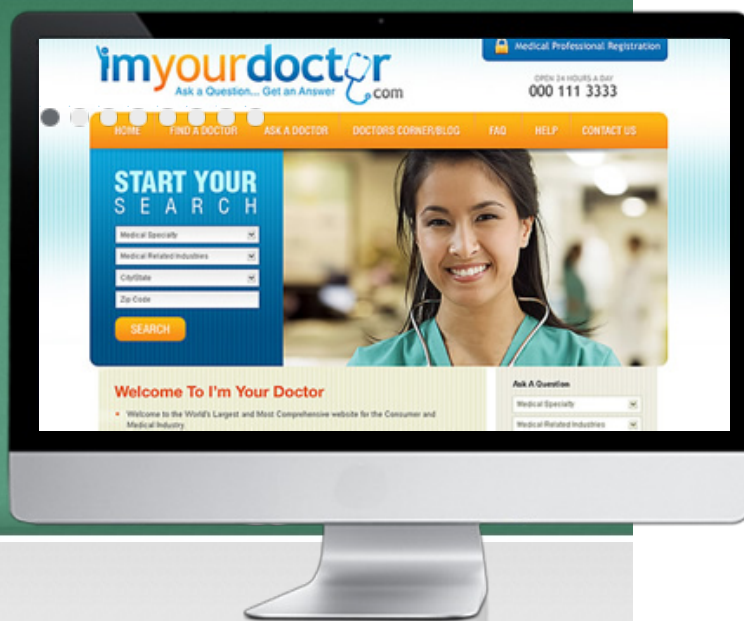 imyourdoctor
Ask a Question... Get an Answer
.com
Medical Professional Registration
OPEN 24 HOURS A DAY
000 111 3333
HOME FIND A DOCTOR ASK A DOCTOR DOCTORS CORNER/BLOG FAQ HELP CONTACT US
START YOUR
SEARCH
Medical Specialty
Medical Related Industries
City/State
Zip Code
SEARCH
Welcome To I'm Your Doctor
Welcome to the World's Largest and Most Comprehensive website for the Consumer and
Medical Industry.
Ask A Question
Medical Specialty
Medical Related Industries